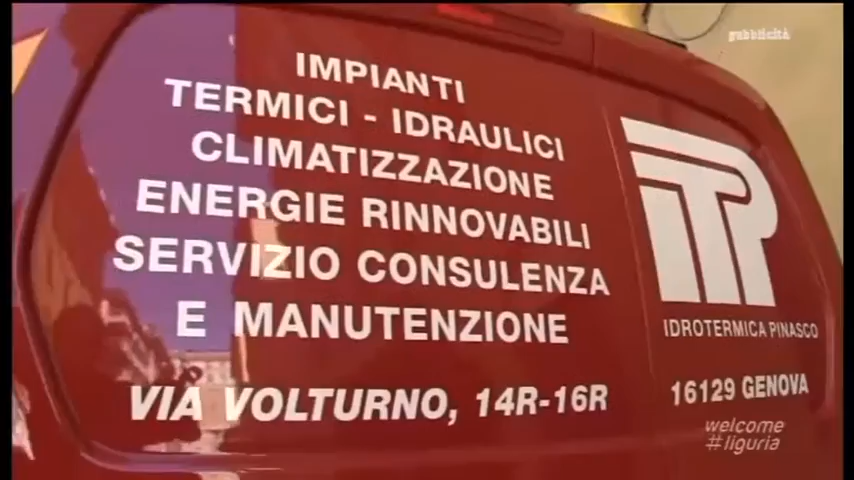 pubblicità
IMPIANTI
TERMICI - IDRAULICI
CLIMATIZZAZIONE
ENERGIE RINNOVABILI
SERVIZIO CONSULENZA
E MANUTENZIONE
VIA VOLTURNO, 14R-16R
ITP
IDROTERMICA PINASCO
16129 GENOVA
welcome
#liguria